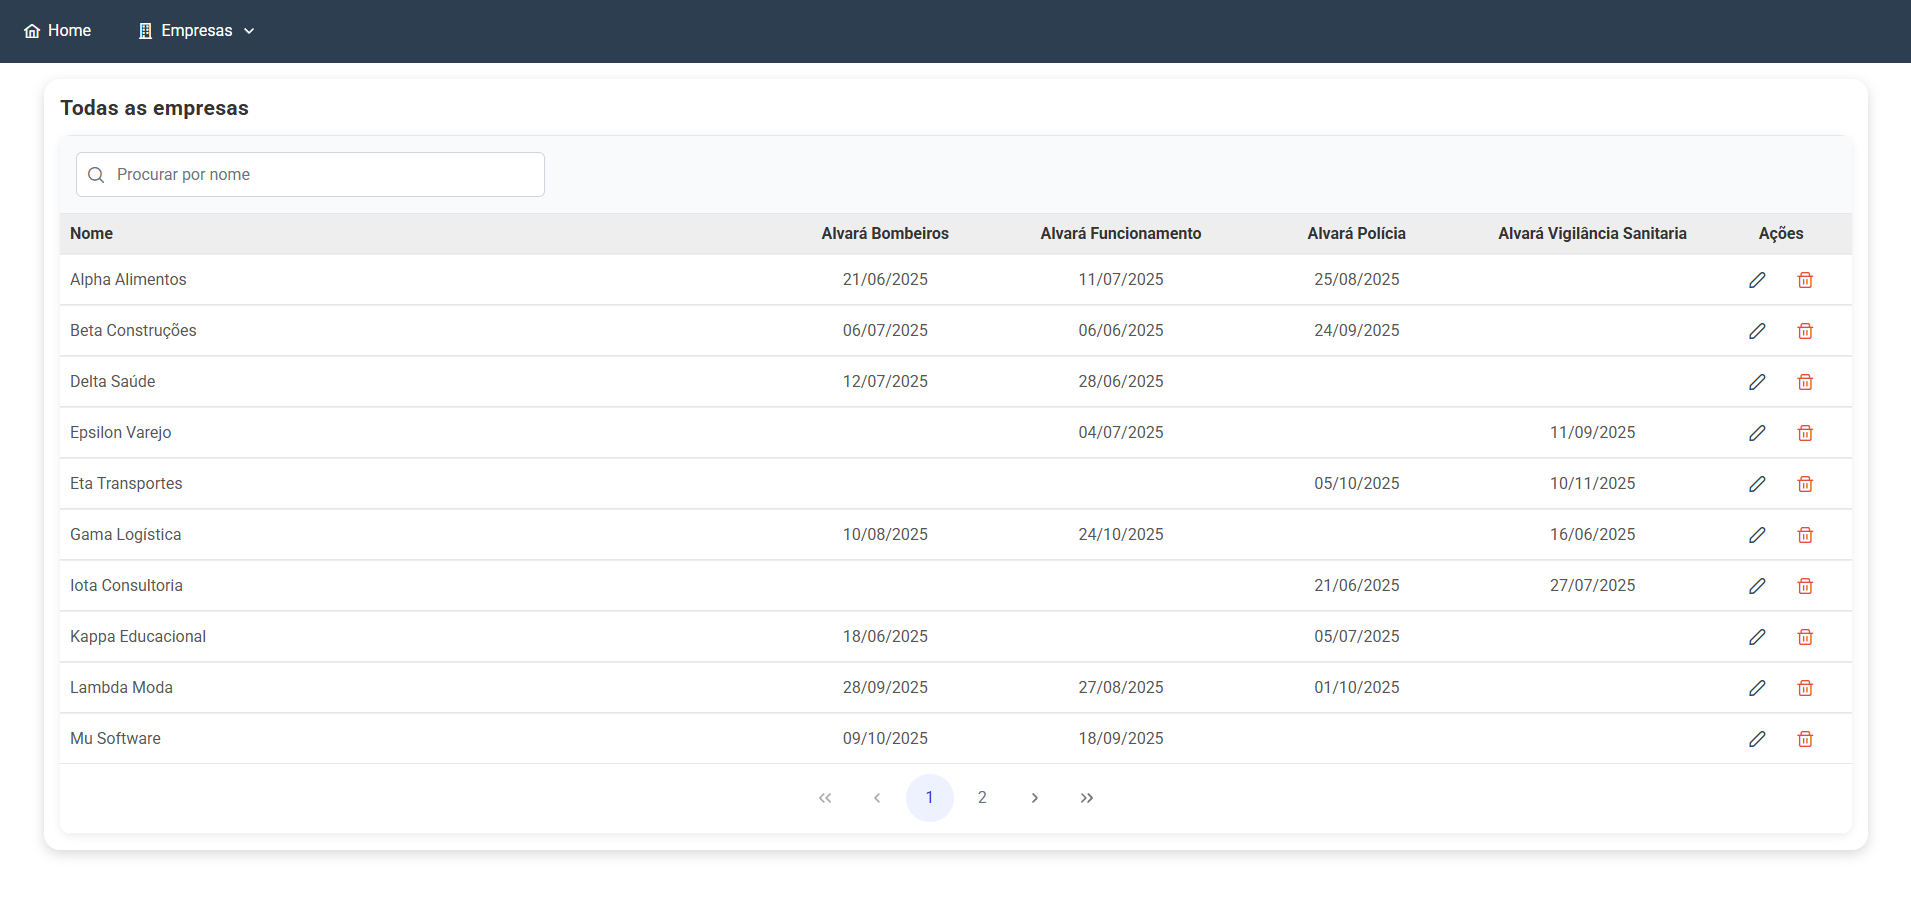 Home Empresas
Todas as empresas
Procurar por nome
Nome Alvará Bombeiros Alvará Funcionamento Alvará Polícia Alvará Vigilância Sanitaria Ações
Alpha Alimentos 21/06/2025 11/07/2025 25/08/2025
Beta Construções 06/07/2025 06/06/2025 24/09/2025
Delta Saúde 12/07/2025 28/06/2025
Epsilon Varejo 04/07/2025 11/09/2025
Eta Transportes 05/10/2025 10/11/2025
Gama Logística 10/08/2025 24/10/2025 16/06/2025
Iota Consultoria 21/06/2025 27/07/2025
Kappa Educacional 18/06/2025 05/07/2025
Lambda Moda 28/09/2025 27/08/2025 01/10/2025
Mu Software 09/10/2025 18/09/2025
1 2